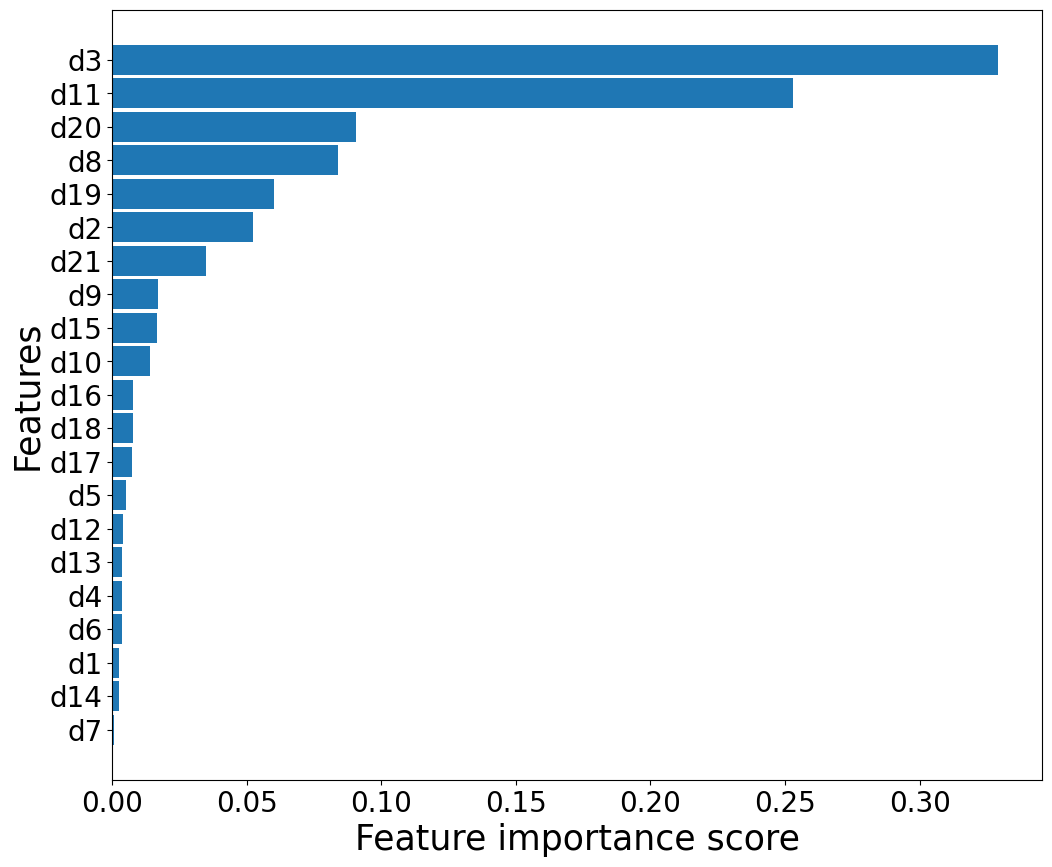 d3
d11
d20
d8
d19
d2
d21
d9
d15
d10
d16
d18
d17
d5
d12
d13
d4
d6
d1
d14
d7
Features
0.00 0.05 0.10 0.15 0.20 0.25 0.30
Feature importance score